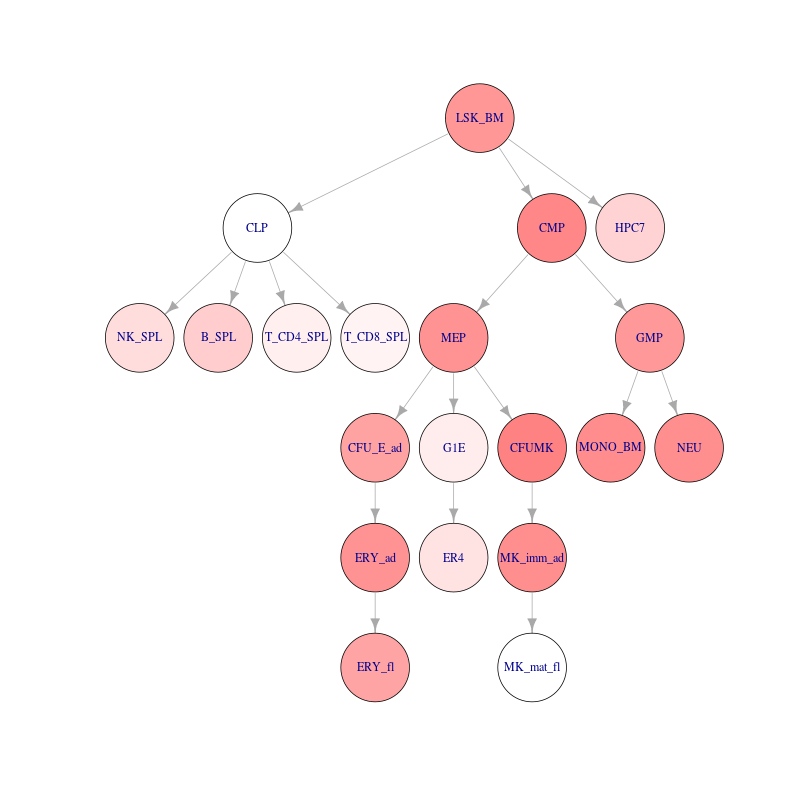 LSK_BM
CLP
CMP
HPC7
NK_SPL
B_SPL
T_CD4_SPL
T_CD8_SPL
MEP
GMP
CFU_E_ad
G1E
CFUMK
MONO_BM
NEU
ERY_ad
ER4
MK_imm_ad
ERY_fl
MK_mat_fl